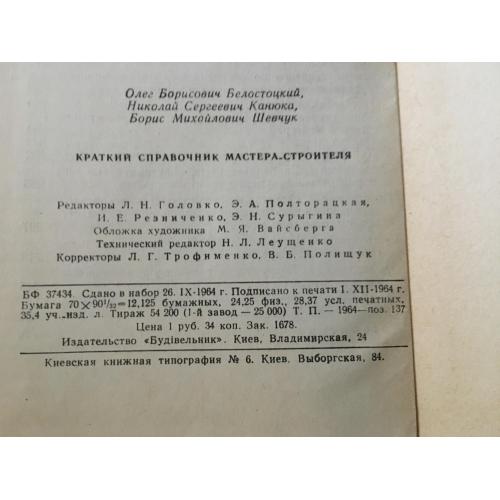 Олег Борисович Белостоцкий,
Николай Сергеевич Канюка,
Борис Михайлович Шевчук
КРАТКИЙ СПРАВОЧНИК МАСТЕРА-СТРОИТЕЛЯ
Редакторы Л. Н. Головко, Э. А. Полторацкая,
И. Е. Резниченко, Э. Н. Сурыгина
Обложка художника М. Я. Вайсберга
Технический редактор Н. Л. Леущенко
Корректоры Л. Г. Трофименко, В. Б. Полищук
БФ 37434. Сдано в набор 26. IX-1964 г. Подписано к печати I. XII-1964 г.
Бумага 70×90¹/₃₂=12,125 бумажных, 24,25 физ., 28,37 усл. печатных,
35,4 уч.-изд. л. Тираж 54 200 (I-й завод — 25 000) Т. П. — 1964—поз. 137
Цена 1 руб. 34 коп. Зак. 1678.
Издательство «Будівельник». Киев, Владимирская, 24
Киевская книжная типография № 6. Киев, Выборгская, 84.